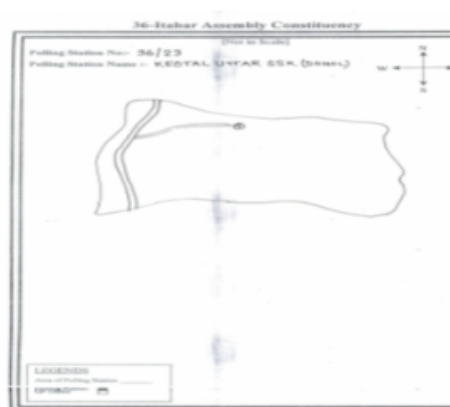 36-Itahar Assembly Constituency
[Not to Scale]
Polling Station No:- 36/23
Polling Station Name :- KEOTAL UTTAR SSK (
N
W
S
LEGENDS
Area of Polling Station